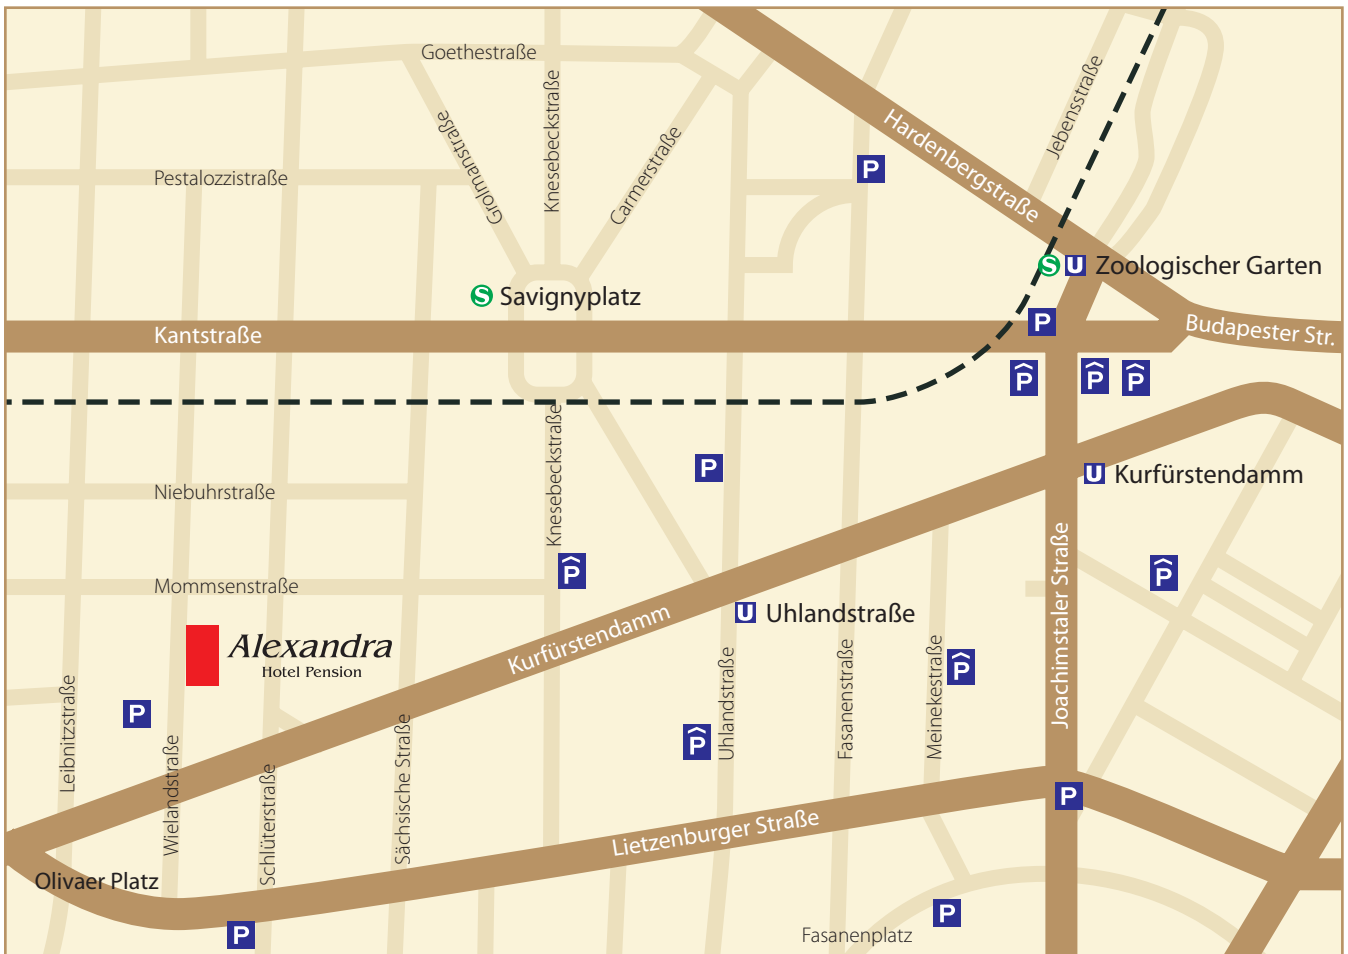 Goethestraße
Jebensstraße
Knesebeckstraße
Hardenbergstraße
Grolmanstraße
Carmerstraße
P
Pestalozzistraße
S U Zoologischer Garten
S Savignyplatz
P
Budapester Str.
Kantstraße
P
P
P
P
Knesebeckstraße
U Kurfürstendamm
Niebuhrstraße
P
P
Mommsenstraße
Joachimstaler Straße
U Uhlandstraße
Kurfürstendamm
Alexandra
Hotel Pension
P
Leibnitzstraße
P
Uhlandstraße
Fasanenstraße
Meinekestraße
P
Wielandstraße
Schlüterstraße
Sächsische Straße
P
Lietzenburger Straße
Olivaer Platz
P
P
Fasanenplatz